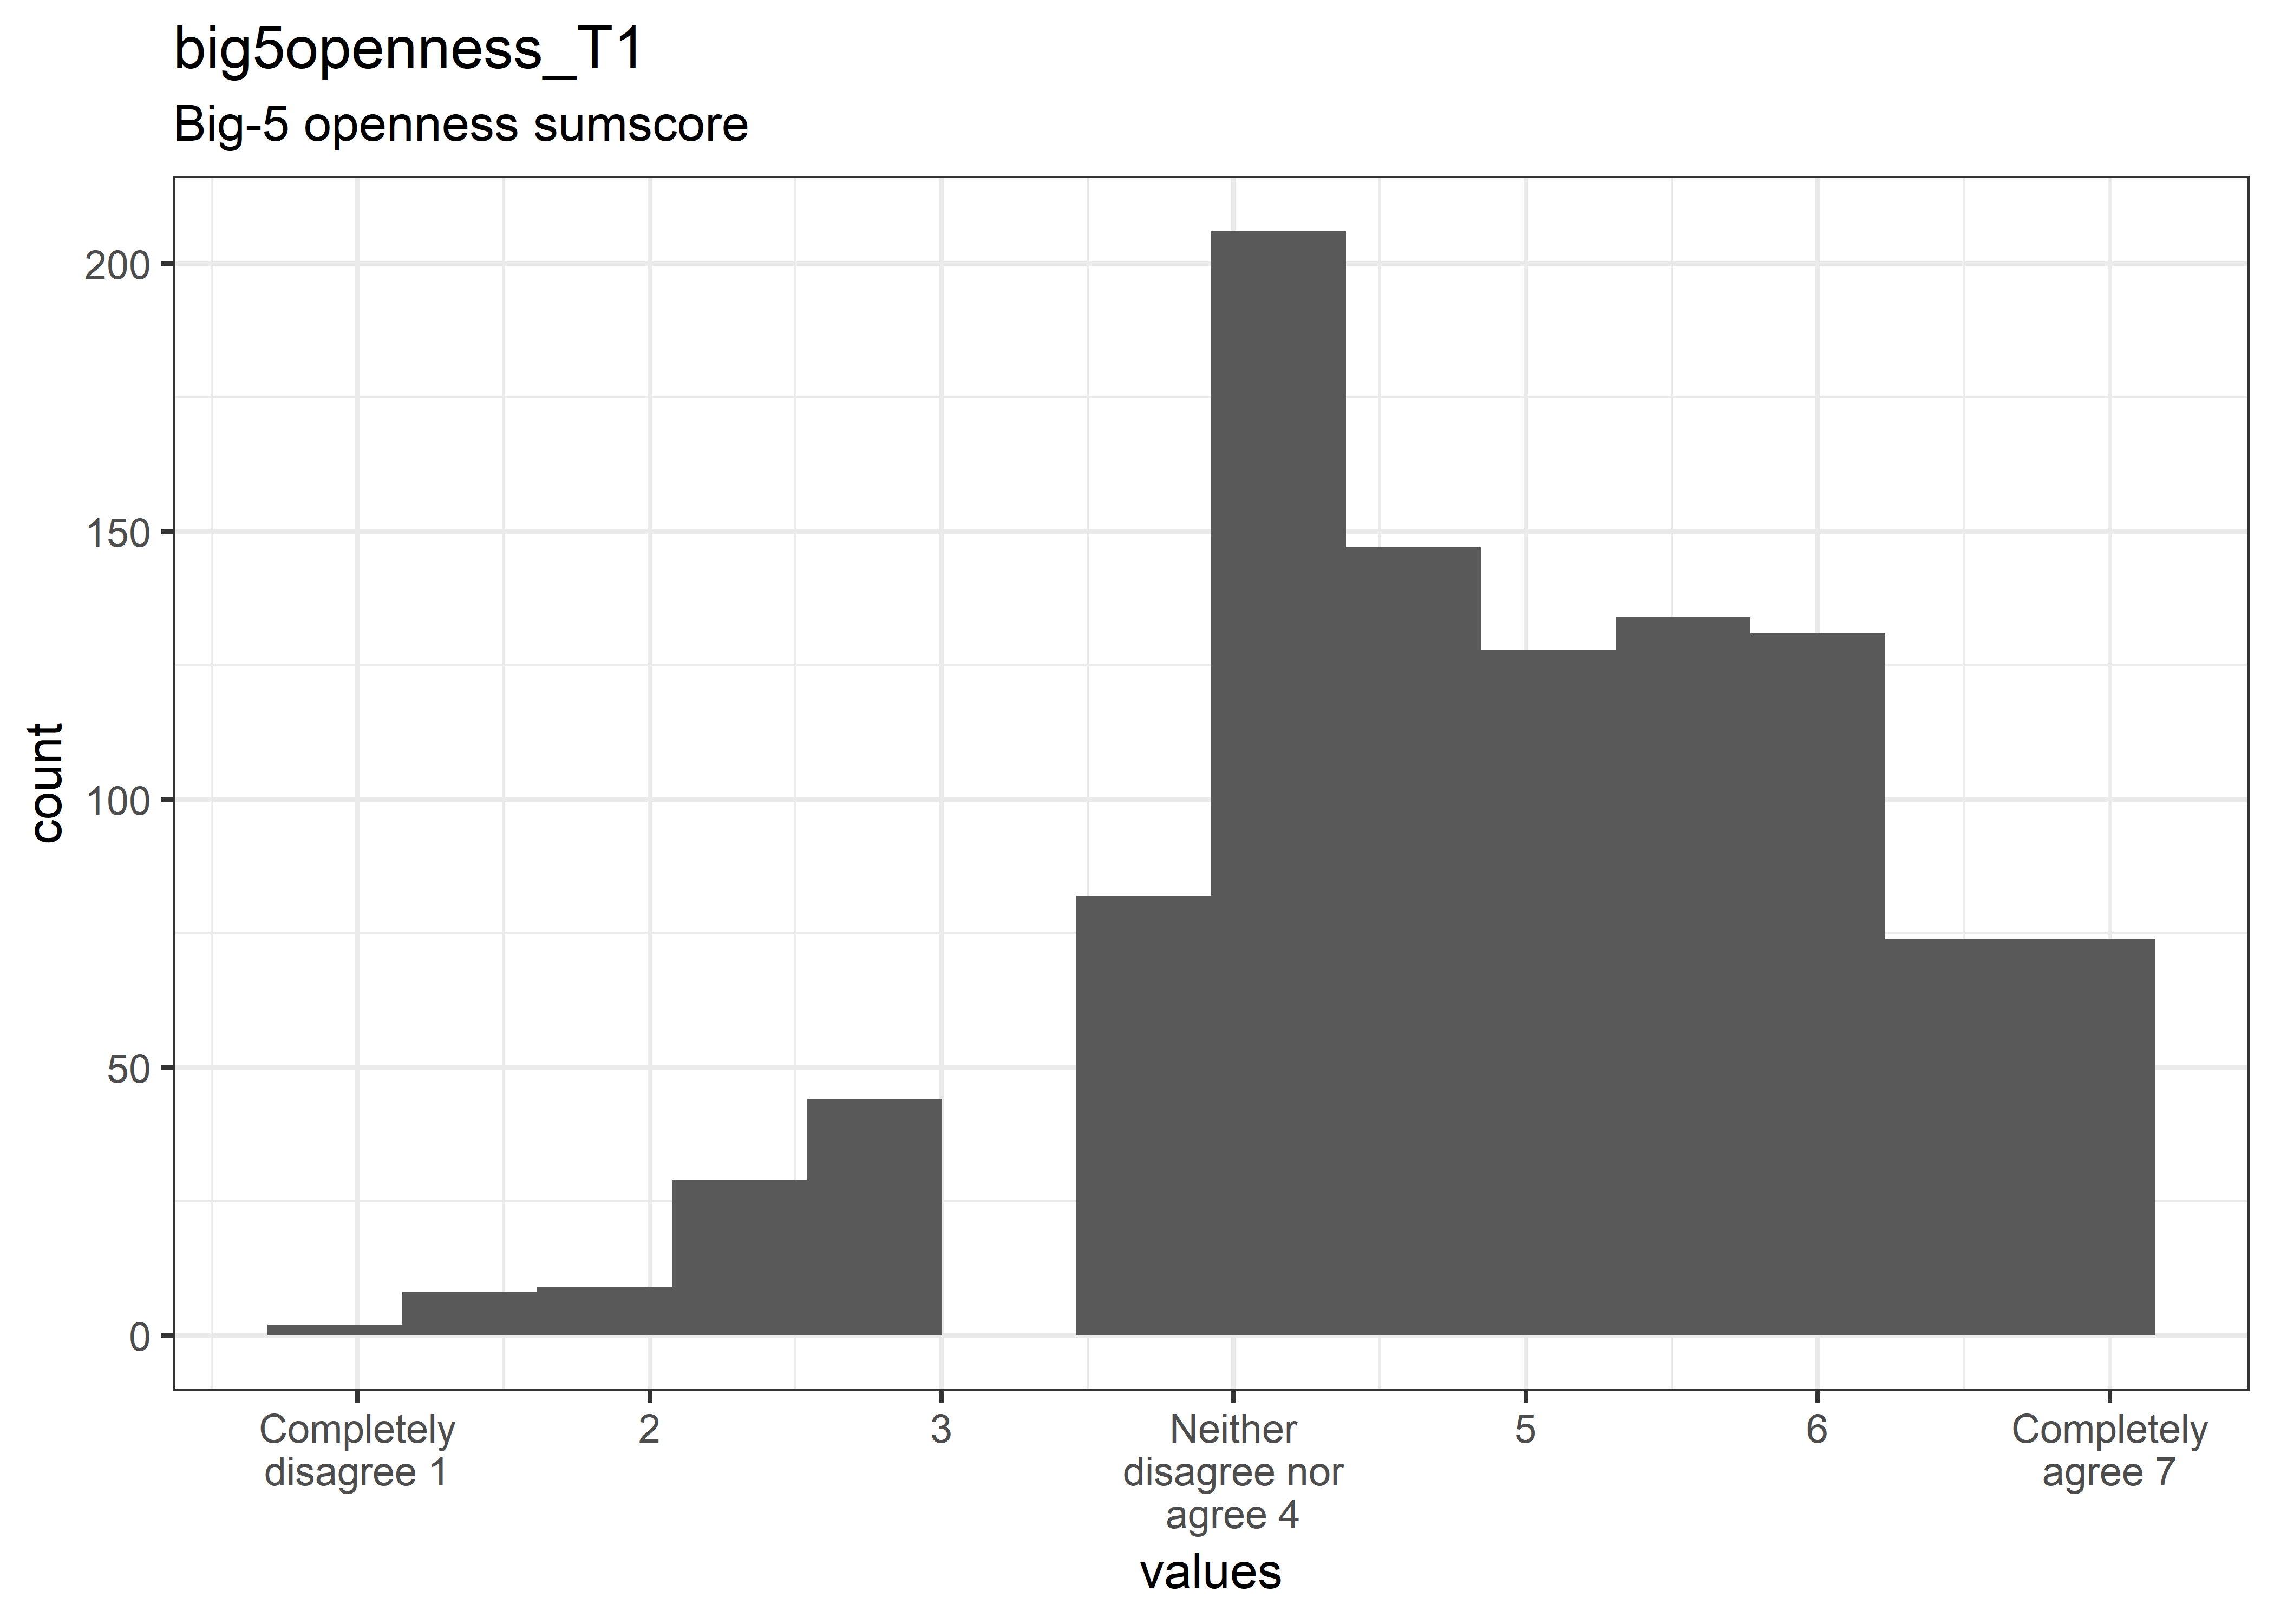 big5openness_T1
Big-5 openness sumscore
count
200
150
100
50
0
Completely
disagree 1
2
3
Neither
disagree nor
agree 4
5
6
Completely
agree 7
values